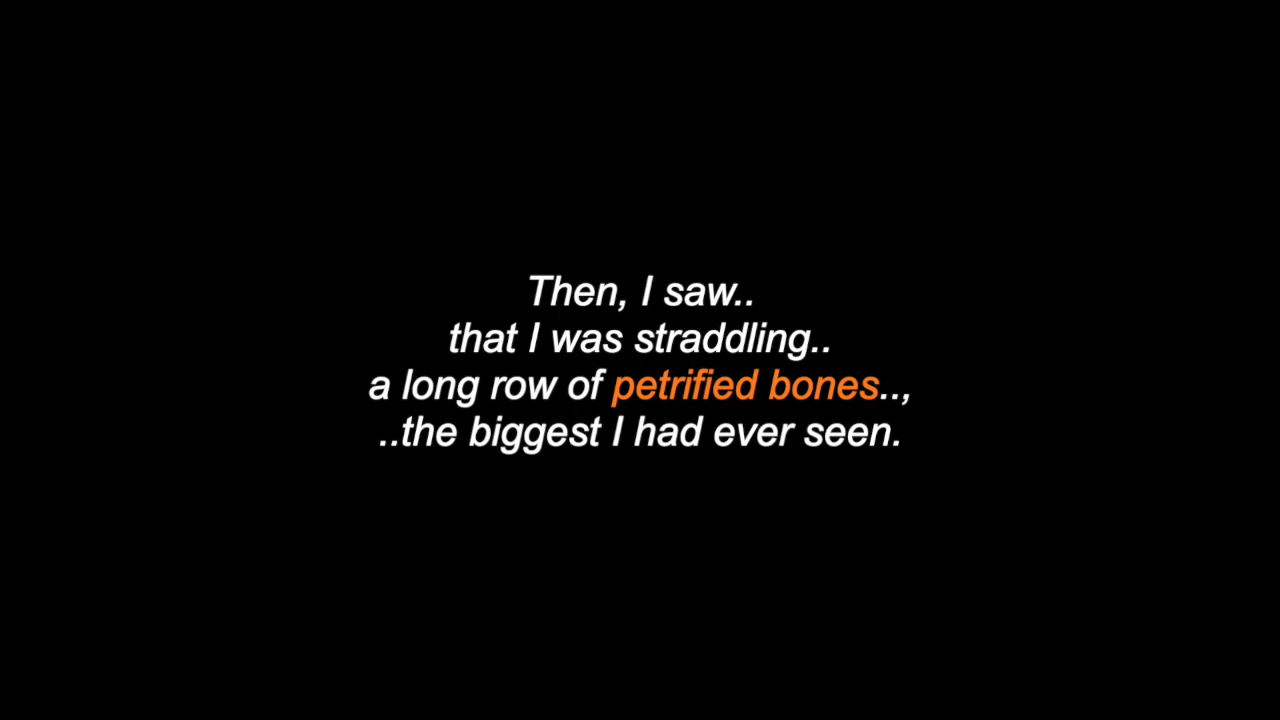 Then, I saw..
that I was straddling..
a long row of petrified bones..,
..the biggest I had ever seen.